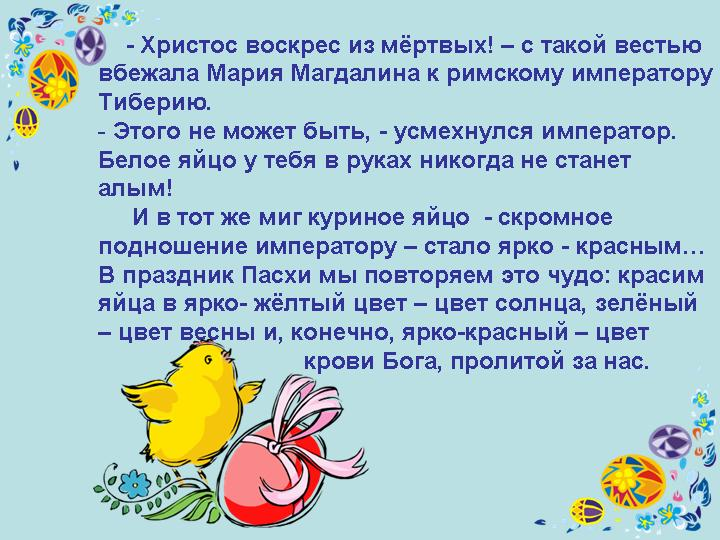 - Христос воскрес из мёртвых! – с такой вестью
вбежала Мария Магдалина к римскому императору
Тиберию.
- Этого не может быть, - усмехнулся император.
Белое яйцо у тебя в руках никогда не станет
алым!
И в тот же миг куриное яйцо  - скромное
подношение императору – стало ярко - красным…
В праздник Пасхи мы повторяем это чудо: красим
яйца в ярко- жёлтый цвет – цвет солнца, зелёный
– цвет весны и, конечно, ярко-красный – цвет
крови Бога, пролитой за нас.